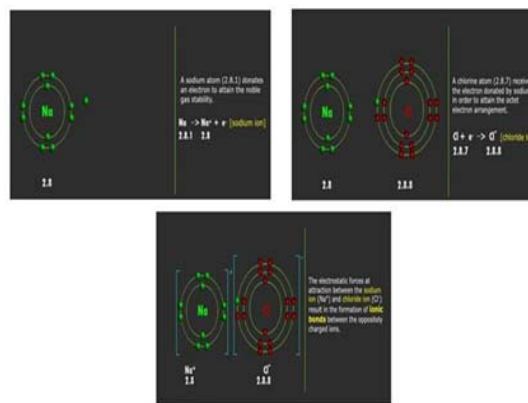 Na
2.8
A sodium atom (2.8.1) donates
an electron to attain the noble
gas stability.
Na -> Na⁺ + e⁻ [sodium ion]
2.8.1 2.8
Na
2.8
Cl
2.8.8
A chlorine atom (2.8.7) receive
the electron donated by sodium
in order to attain the octet
electron arrangement.
Cl + e⁻ -> Cl⁻ [chloride
2.8.7 2.8.8
Na
Na⁺
2.8
Cl
Cl⁻
2.8.8
The electrostatic forces at
attraction between the sodium
ion (Na⁺) and chloride ion (Cl⁻)
result in the formation of ionic
bonds between the oppositely
charged ions.